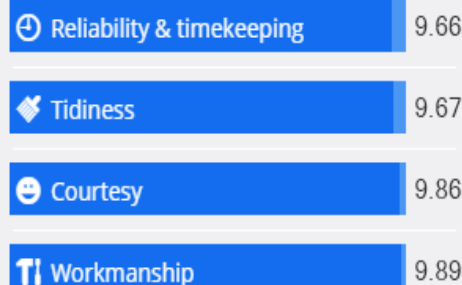 Reliability & timekeeping 9.66
Tidiness 9.67
Courtesy 9.86
Workmanship 9.89